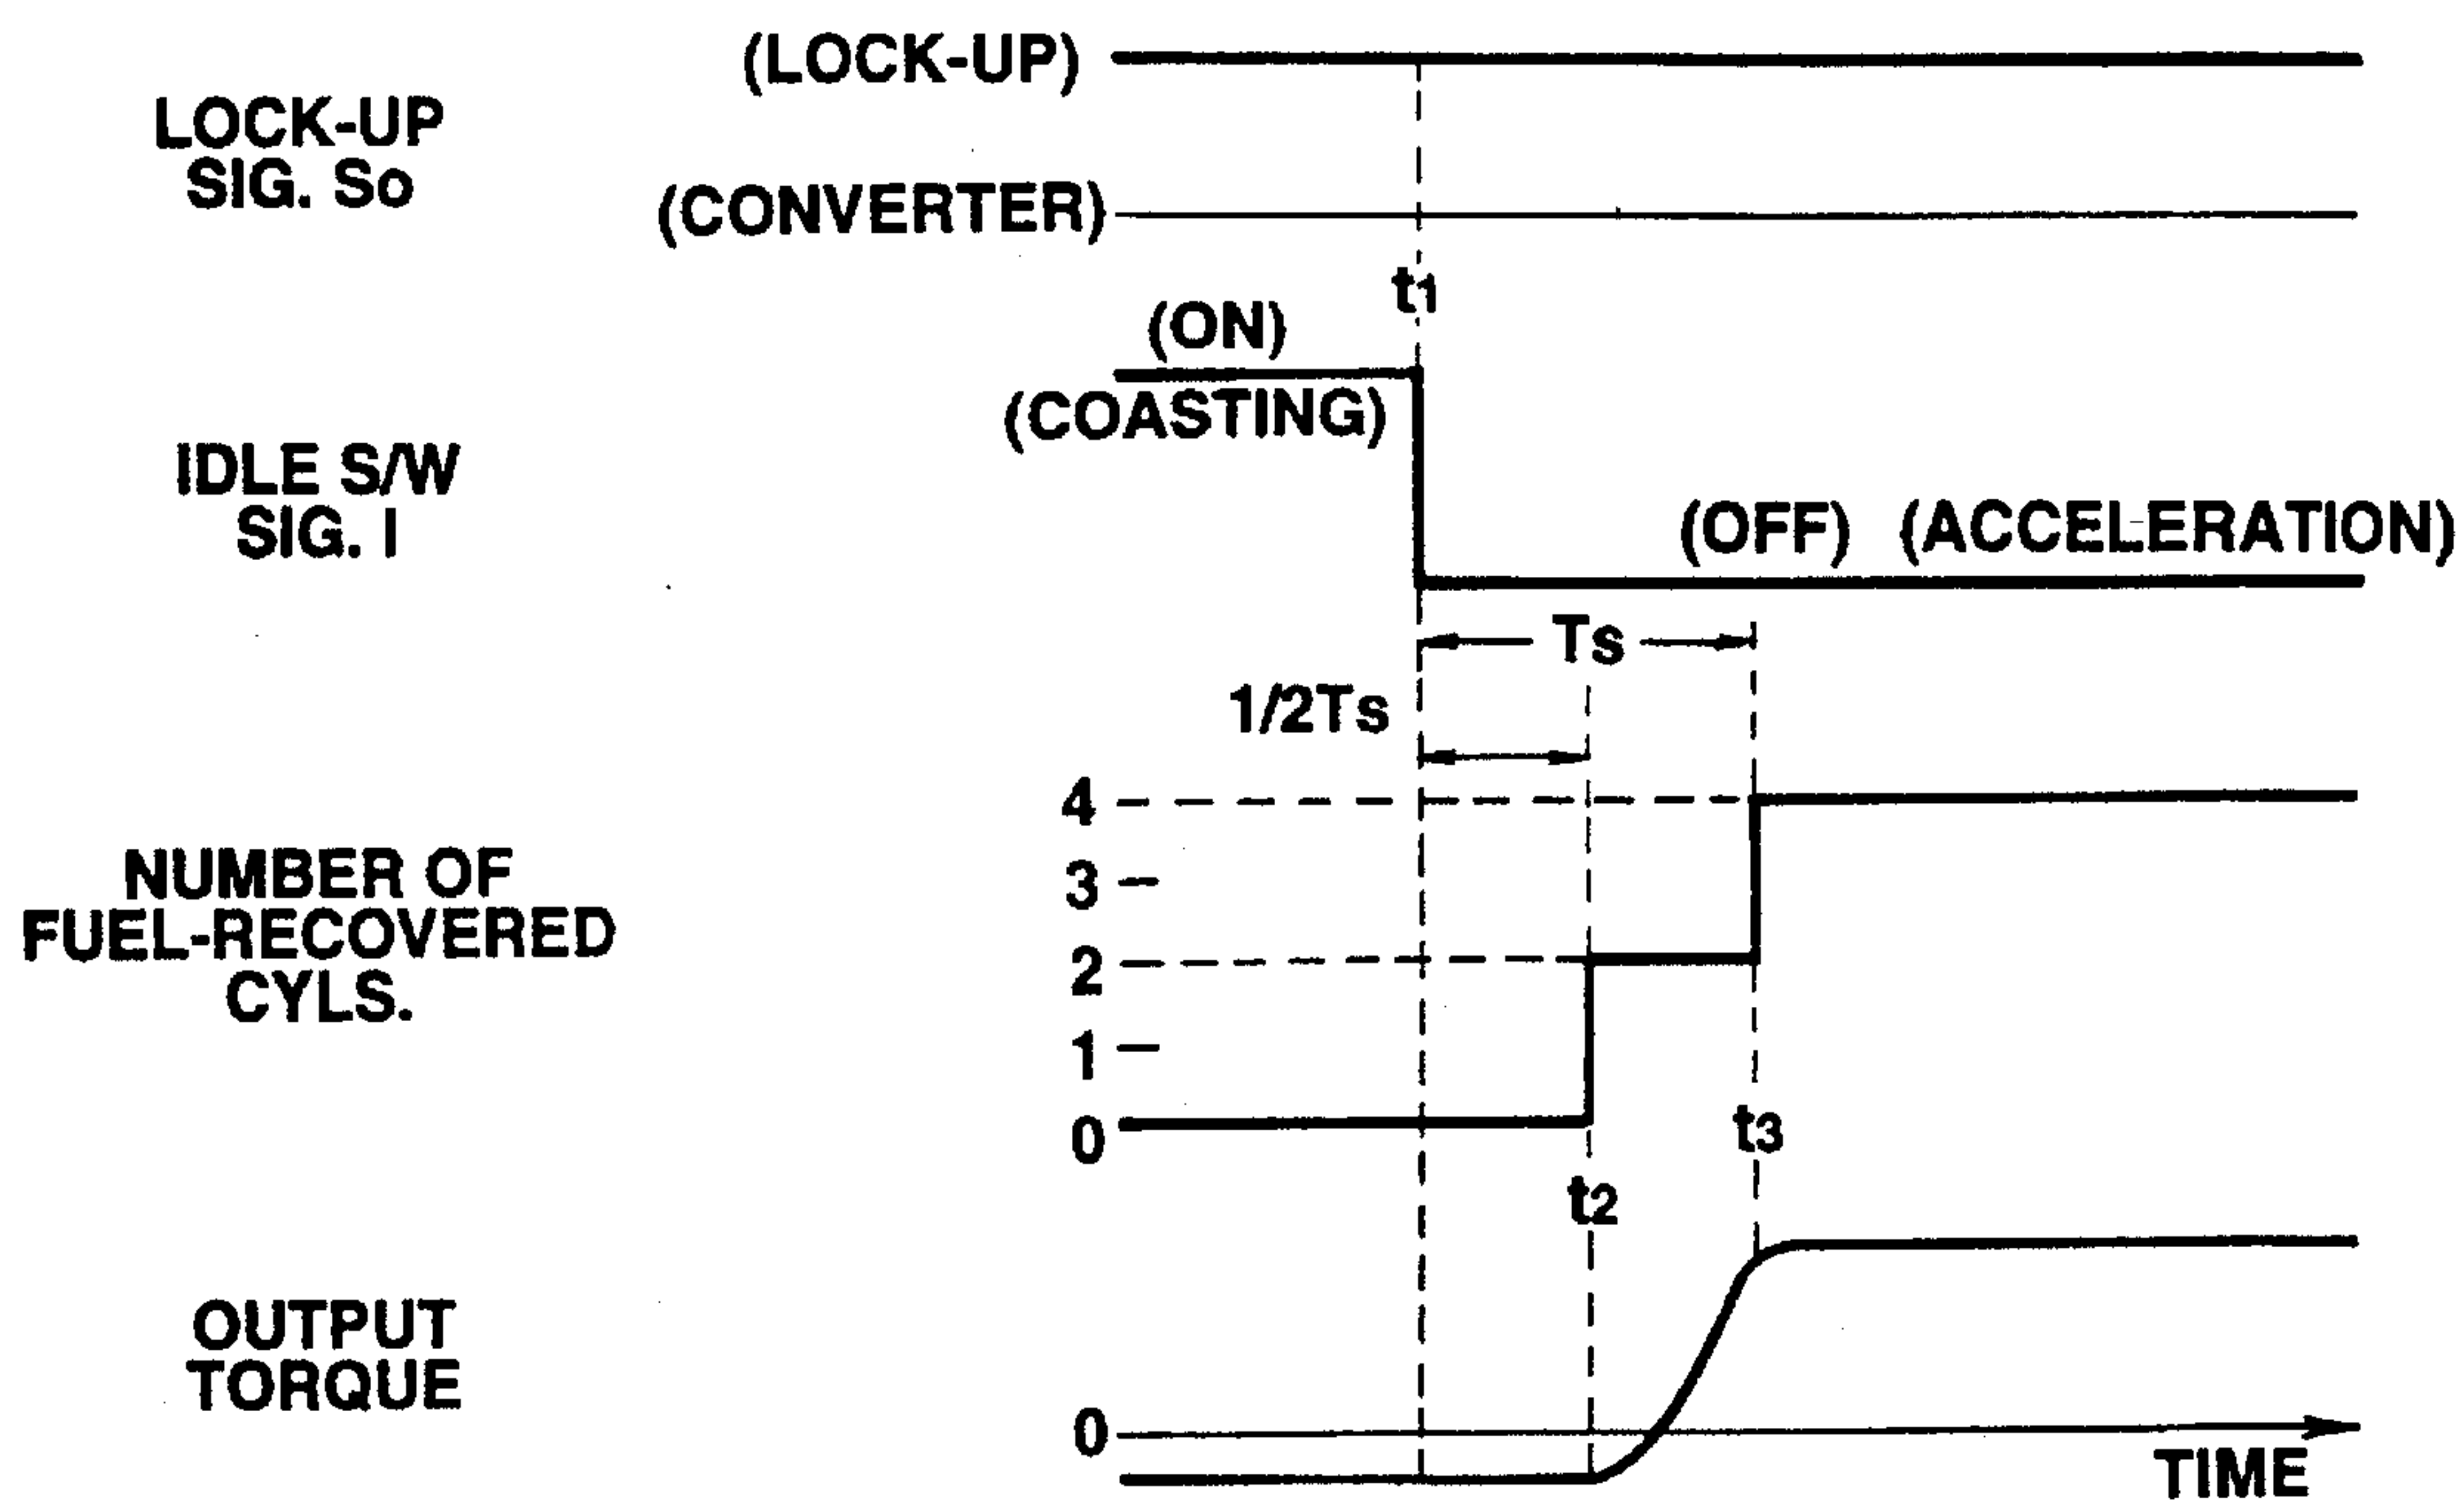 (LOCK-UP)
LOCK-UP
SIG. So
(CONVERTER)
t1
(ON)
(COASTING)
IDLE S/W
SIG. I
(OFF) (ACCELERATION)
Ts
1/2Ts
4
3
NUMBER OF
FUEL-RECOVERED
CYLS.
2
1
0
t3
t2
OUTPUT
TORQUE
0
TIME